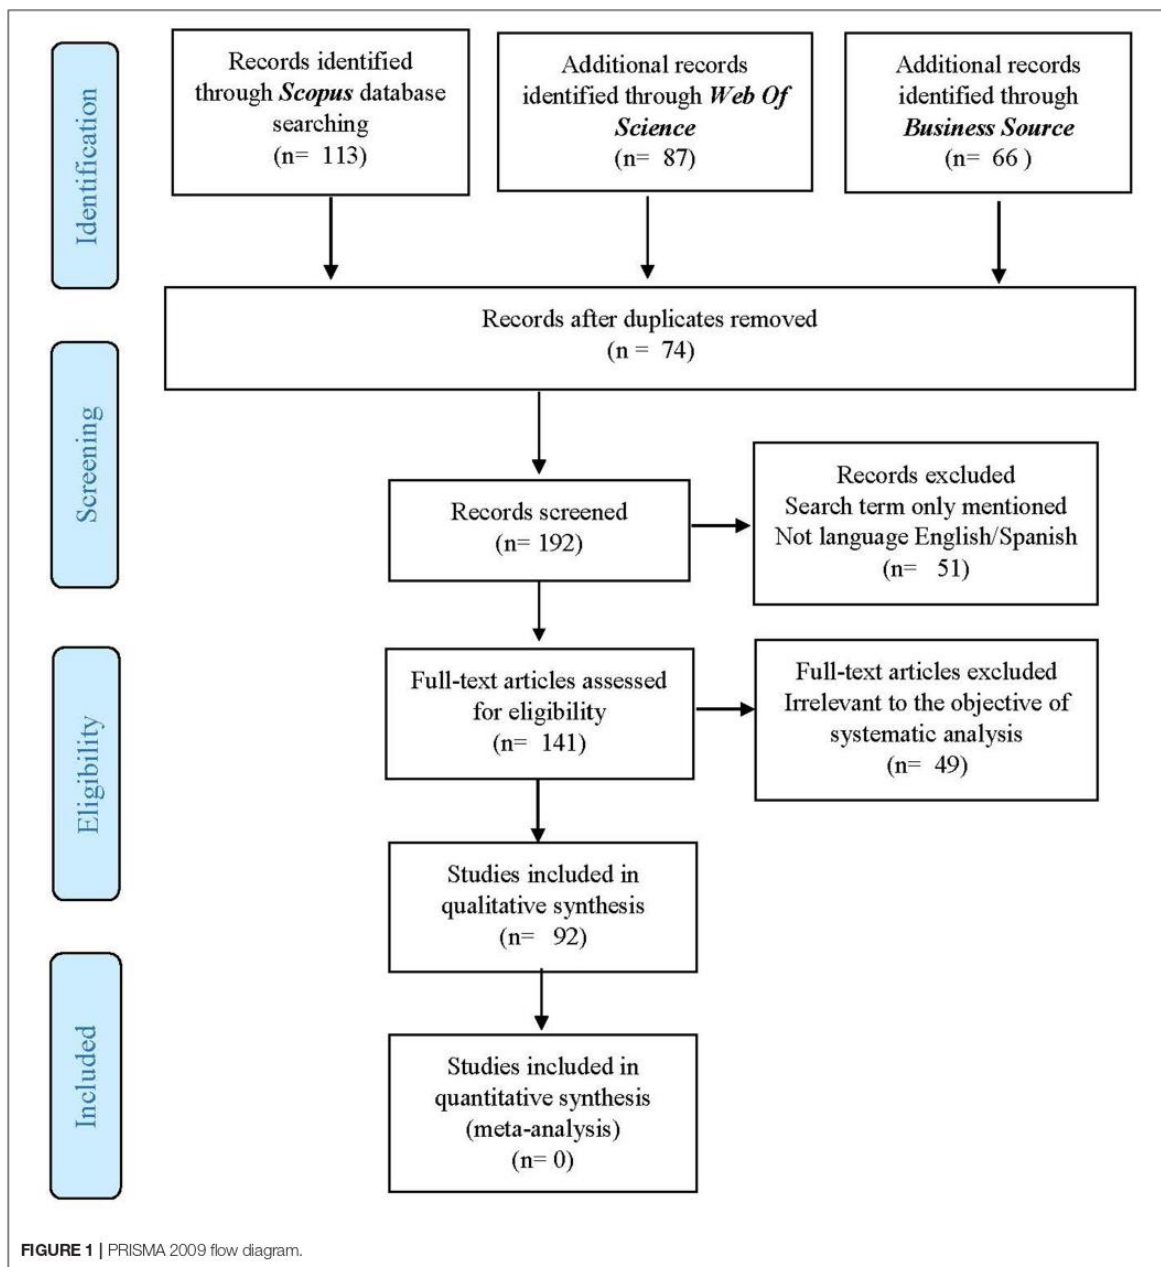 Identification
Records identified
through Scopus database
searching
(n= 113)
Additional records
identified through Web Of
Science
(n= 87)
Additional records
identified through
Business Source
(n= 66 )
Records after duplicates removed
(n = 74)
Screening
Records screened
(n= 192)
Records excluded
Search term only mentioned
Not language English/Spanish
(n= 51)
Eligibility
Full-text articles assessed
for eligibility
(n= 141)
Full-text articles excluded
Irrelevant to the objective of
systematic analysis
(n= 49)
Studies included in
qualitative synthesis
(n= 92)
Included
Studies included in
quantitative synthesis
(meta-analysis)
(n= 0)
FIGURE 1 | PRISMA 2009 flow diagram.